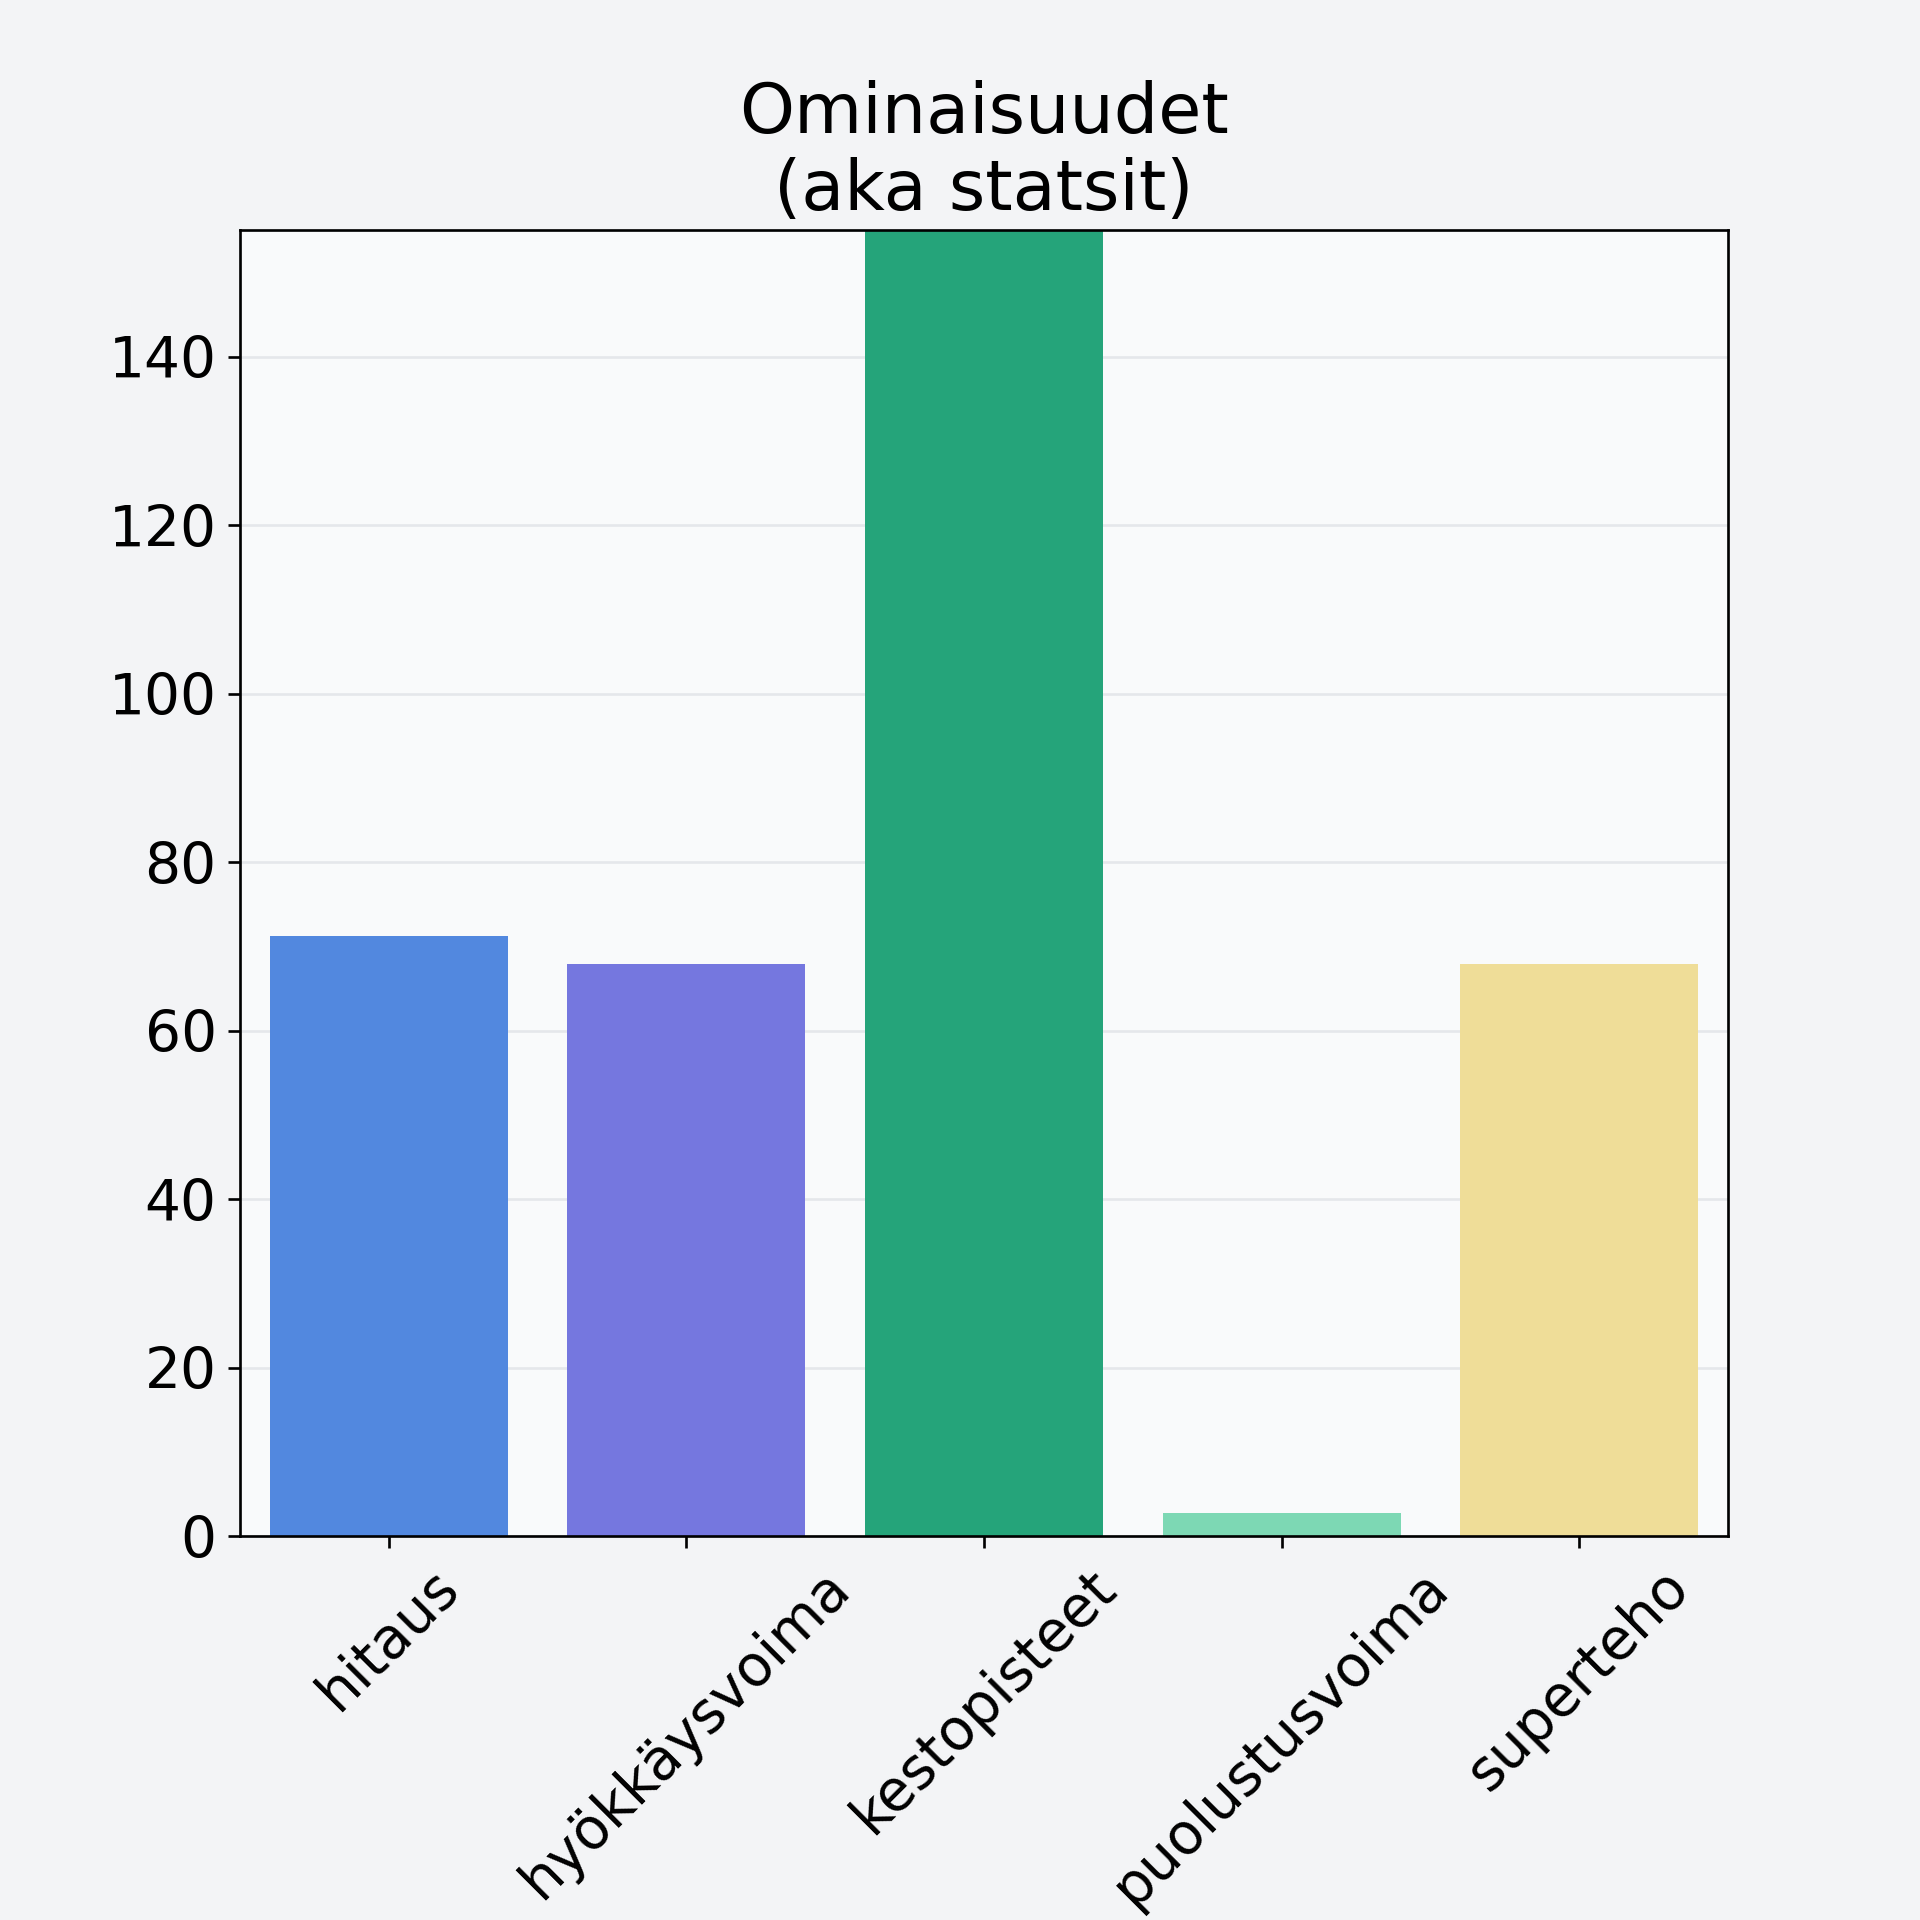 Ominaisuudet
(aka statsit)
140
120
100
80
60
40
20
0
hitaus
hyökkäysvoima
kestopisteet
puolustusvoima
superteho